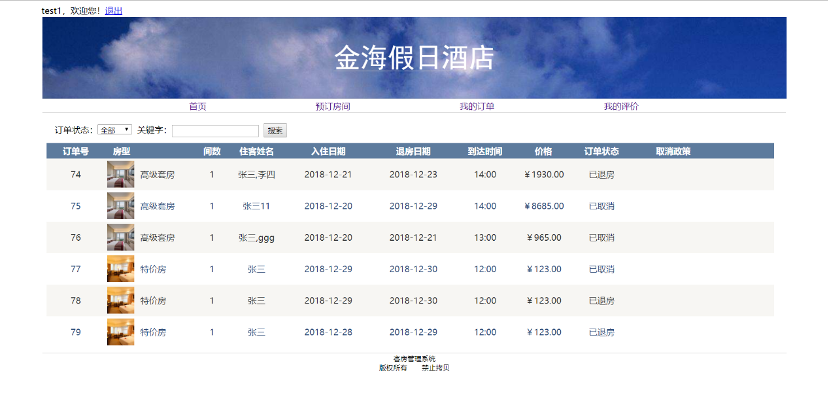 test1，欢迎您！退出
金海假日酒店
首页 预订房间 我的订单 我的评价
订单状态： 全部 关键字： 搜索
订单号 房型 间数 住客姓名 入住日期 退房日期 到达时间 价格 订单状态 取消政策
74 高级套房 1 张三,李四 2018-12-21 2018-12-23 14:00 ￥1930.00 已退房
75 高级套房 1 张三11 2018-12-20 2018-12-29 14:00 ￥8685.00 已取消
76 高级套房 1 张三,ggg 2018-12-20 2018-12-21 13:00 ￥965.00 已取消
77 特价房 1 张三 2018-12-29 2018-12-30 12:00 ￥123.00 已取消
78 特价房 1 张三 2018-12-29 2018-12-30 12:00 ￥123.00 已退房
79 特价房 1 张三 2018-12-28 2018-12-29 12:00 ￥123.00 已退房
客房管理系统
版权所有 禁止拷贝